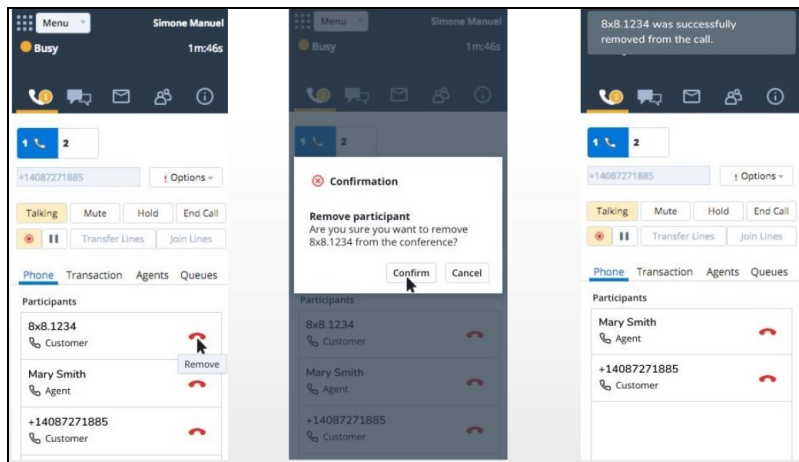 Menu Simone Manuel
Busy 1m:46s
1 2
+14087271885 ! Options
Talking Mute Hold End Call
Transfer Lines Join Lines
Phone Transaction Agents Queues
Participants
8x8.1234
Customer
Remove
Mary Smith
Agent
+14087271885
Customer
Menu Simone Manuel
Busy 1m:46s
1 2
Confirmation
Remove participant
Are you sure you want to remove
8x8.1234 from the conference?
Confirm Cancel
Participants
8x8.1234
Customer
Mary Smith
Agent
+14087271885
Customer
8x8.1234 was successfully
removed from the call.
1 2
+14087271885 ! Options
Talking Mute Hold End Call
Transfer Lines Join Lines
Phone Transaction Agents Queues
Participants
Mary Smith
Agent
+14087271885
Customer